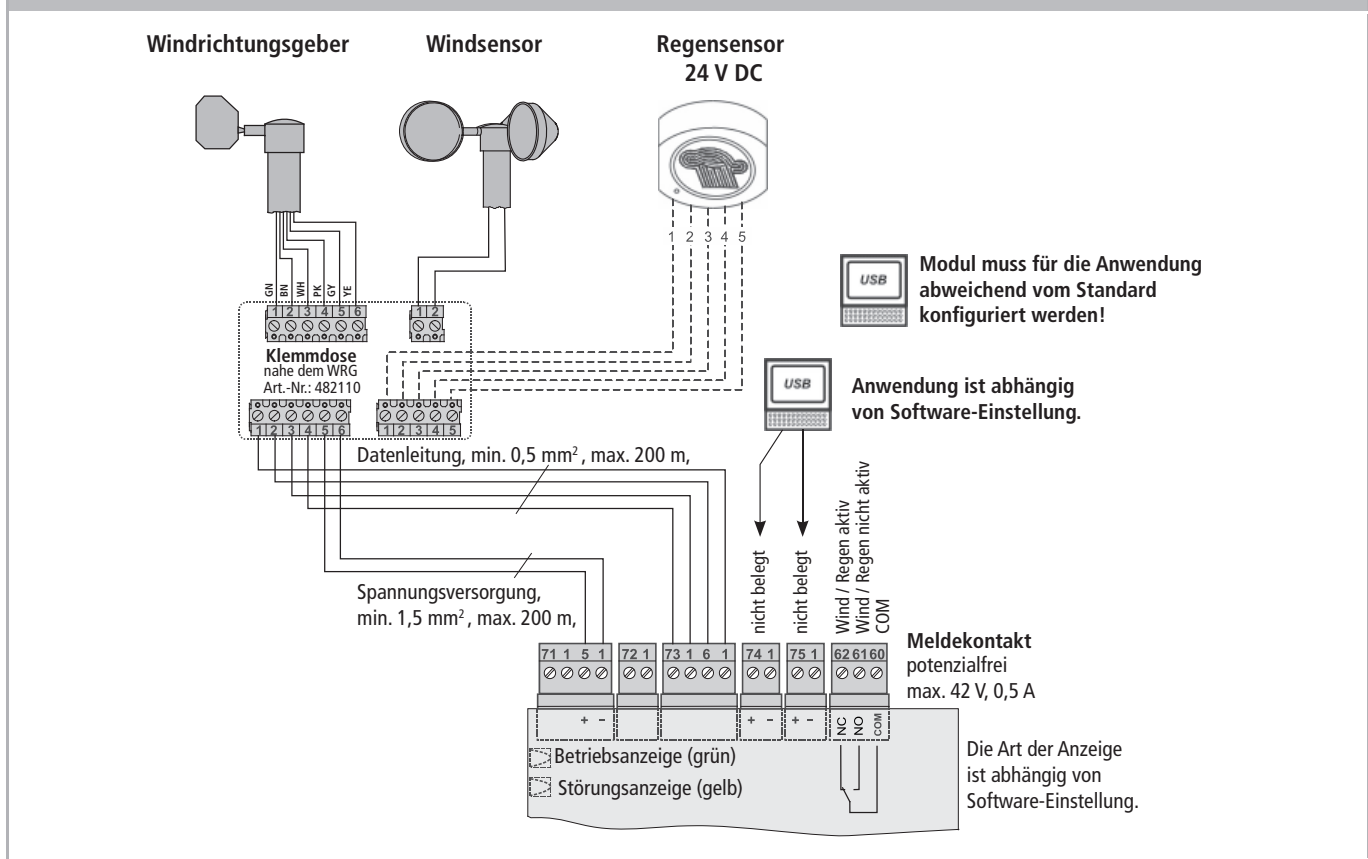 Windrichtungsgeber
Windsensor
Regensensor
24 V DC
1 2 3 4 5
GN
BN
WH
PK
GY
YE
1 2 3 4 5 6
1 2
Klemmdose
nahe dem WRG
Art.-Nr.: 482110
1 2 3 4 5 6
1 2 3 4 5
USB
Modul muss für die Anwendung
abweichend vom Standard
konfiguriert werden!
USB
Anwendung ist abhängig
von Software-Einstellung.
Datenleitung, min. 0,5 mm², max. 200 m,
Spannungsversorgung,
min. 1,5 mm², max. 200 m,
nicht belegt
nicht belegt
Wind / Regen aktiv
Wind / Regen nicht aktiv
COM
Meldekontakt
potenzialfrei
max. 42 V, 0,5 A
71 1 5 1
72 1
73 1 6 1
74 1
75 1
62 61 60
+ -
+ -
+ -
NC
NO
COM
Betriebsanzeige (grün)
Störungsanzeige (gelb)
Die Art der Anzeige
ist abhängig von
Software-Einstellung.